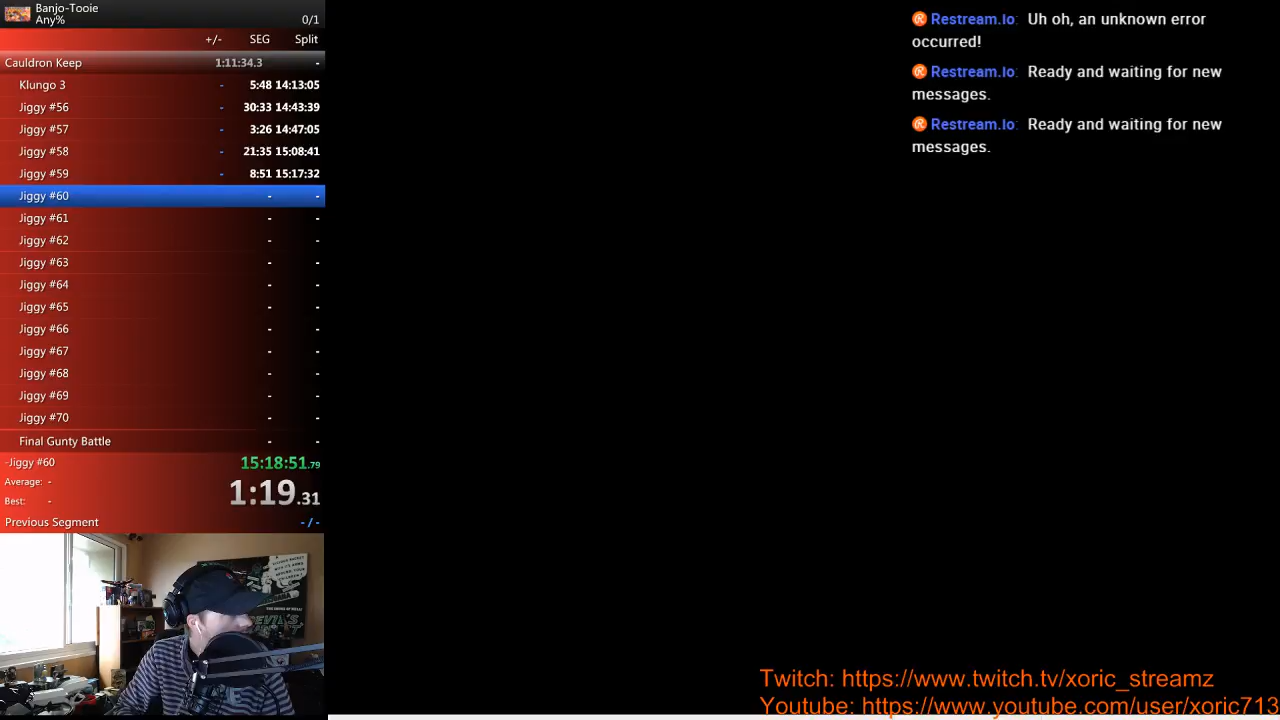 Banjo-Tooie
Any%
0/1
+/- SEG Split
Cauldron Keep 1:11:34.3 -
Klungo 3 - 5:48 14:13:05
Jiggy #56 - 30:33 14:43:39
Jiggy #57 - 3:26 14:47:05
Jiggy #58 - 21:35 15:08:41
Jiggy #59 - 8:51 15:17:32
Jiggy #60 - -
Jiggy #61 - -
Jiggy #62 - -
Jiggy #63 - -
Jiggy #64 - -
Jiggy #65 - -
Jiggy #66 - -
Jiggy #67 - -
Jiggy #68 - -
Jiggy #69 - -
Jiggy #70 - -
Final Gunty Battle - -
-Jiggy #60 15:18:51.79
Average: -
Best: -
1:19.31
Previous Segment - / -
Restream.io: Uh oh, an unknown error
occurred!
Restream.io: Ready and waiting for new
messages.
Restream.io: Ready and waiting for new
messages.
Twitch: https://www.twitch.tv/xoric_streamz
Youtube: https://www.youtube.com/user/xoric713